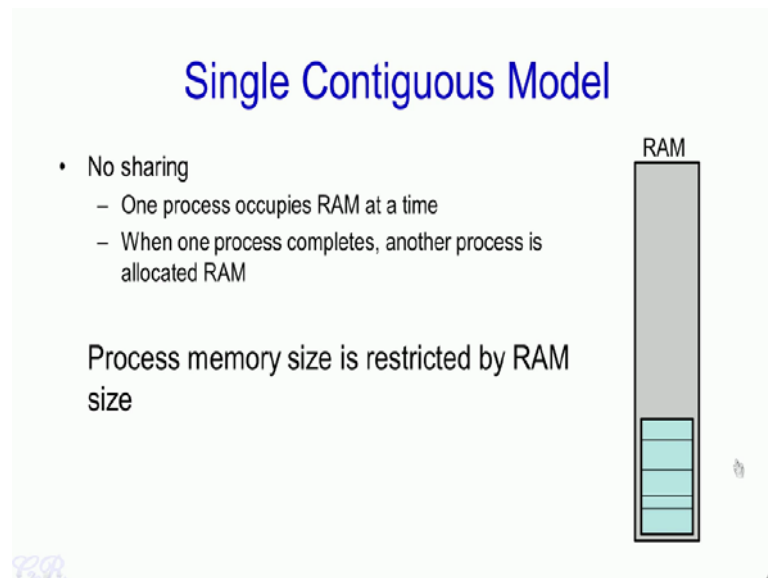 Single Contiguous Model
RAM
• No sharing
– One process occupies RAM at a time
– When one process completes, another process is
allocated RAM
Process memory size is restricted by RAM
size